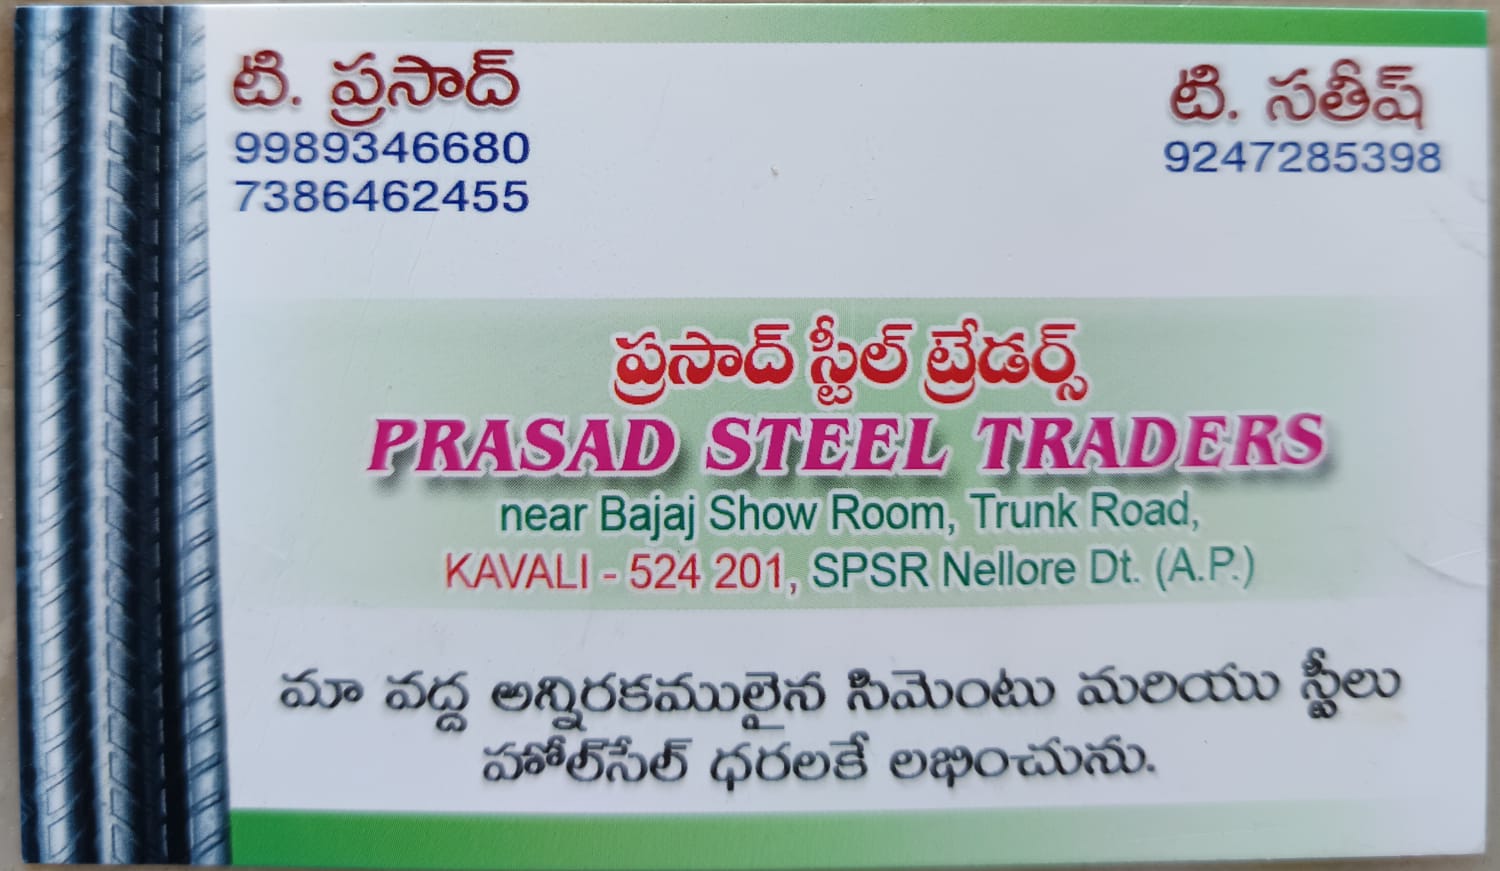 టి. ప్రసాద్
9989346680
7386462455
టి. సతీష్
9247285398
ప్రసాద్ స్టీల్ ట్రేడర్స్
PRASAD STEEL TRADERS
near Bajaj Show Room, Trunk Road,
KAVALI - 524 201, SPSR Nellore Dt. (A.P.)
మా వద్ద అన్నిరకములైన సిమెంటు మరియు స్టీలు
హోల్‌సేల్ ధరలకే లభించును.